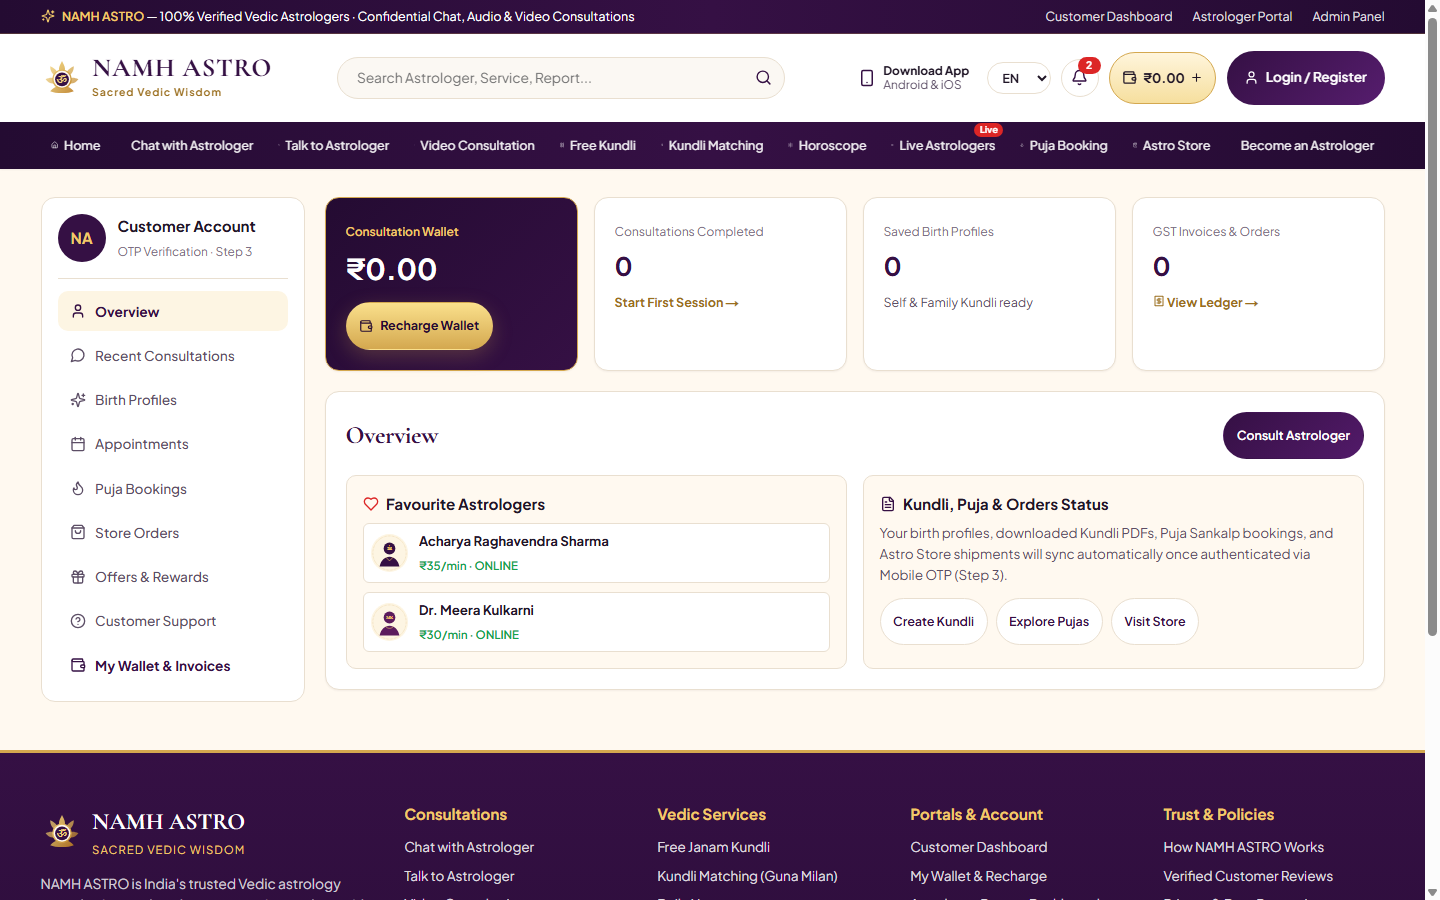 NAMH ASTRO — 100% Verified Vedic Astrologers · Confidential Chat, Audio & Video Consultations
Customer Dashboard
Astrologer Portal
Admin Panel
NAMH ASTRO
Sacred Vedic Wisdom
Search Astrologer, Service, Report...
Download App
Android & iOS
EN
2
₹0.00 +
Login / Register
Home
Chat with Astrologer
Talk to Astrologer
Video Consultation
Free Kundli
Kundli Matching
Horoscope
Live Astrologers
Live
Puja Booking
Astro Store
Become an Astrologer
NA
Customer Account
OTP Verification · Step 3
Overview
Recent Consultations
Birth Profiles
Appointments
Puja Bookings
Store Orders
Offers & Rewards
Customer Support
My Wallet & Invoices
Consultation Wallet
₹0.00
Recharge Wallet
Consultations Completed
0
Start First Session →
Saved Birth Profiles
0
Self & Family Kundli ready
GST Invoices & Orders
0
View Ledger →
Overview
Consult Astrologer
Favourite Astrologers
Acharya Raghavendra Sharma
₹35/min · ONLINE
Dr. Meera Kulkarni
₹30/min · ONLINE
Kundli, Puja & Orders Status
Your birth profiles, downloaded Kundli PDFs, Puja Sankalp bookings, and
Astro Store shipments will sync automatically once authenticated via
Mobile OTP (Step 3).
Create Kundli
Explore Pujas
Visit Store
NAMH ASTRO
SACRED VEDIC WISDOM
NAMH ASTRO is India's trusted Vedic astrology
Consultations
Chat with Astrologer
Talk to Astrologer
Vedic Services
Free Janam Kundli
Kundli Matching (Guna Milan)
Portals & Account
Customer Dashboard
My Wallet & Recharge
Trust & Policies
How NAMH ASTRO Works
Verified Customer Reviews